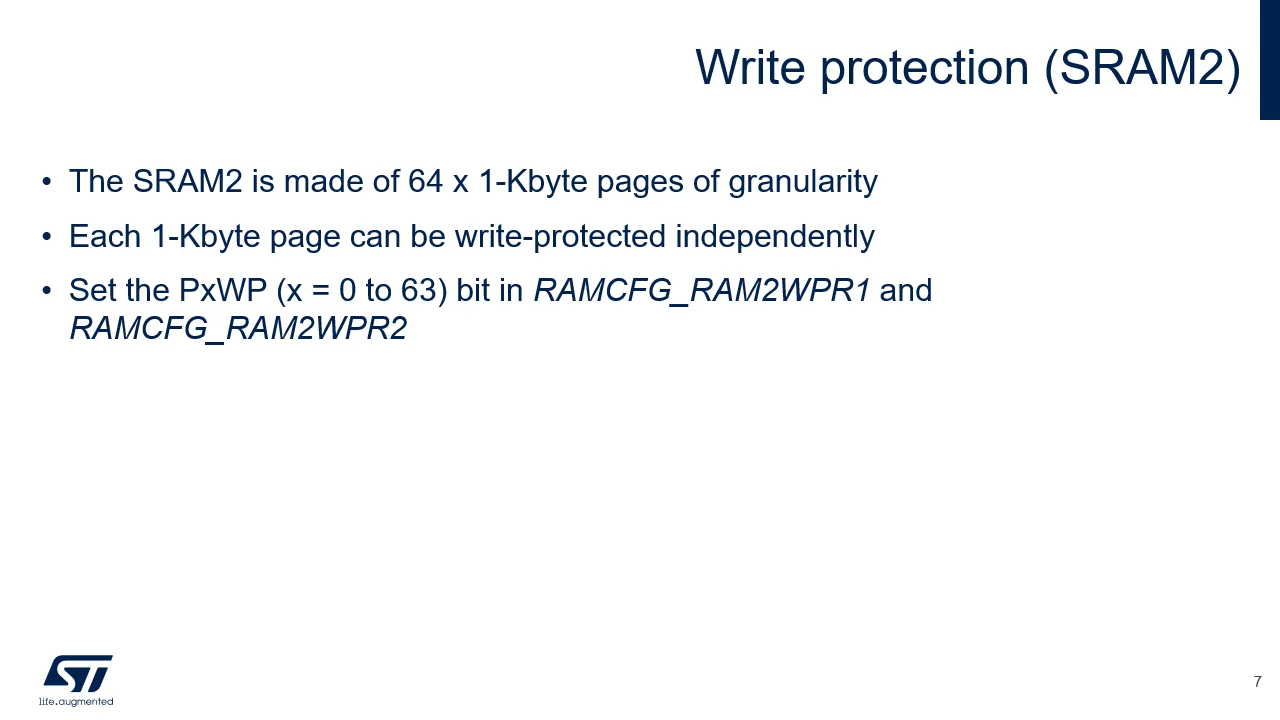 Write protection (SRAM2)
• The SRAM2 is made of 64 x 1-Kbyte pages of granularity
• Each 1-Kbyte page can be write-protected independently
• Set the PxWP (x = 0 to 63) bit in RAMCFG_RAM2WPR1 and
RAMCFG_RAM2WPR2
ST
life.augmented
7